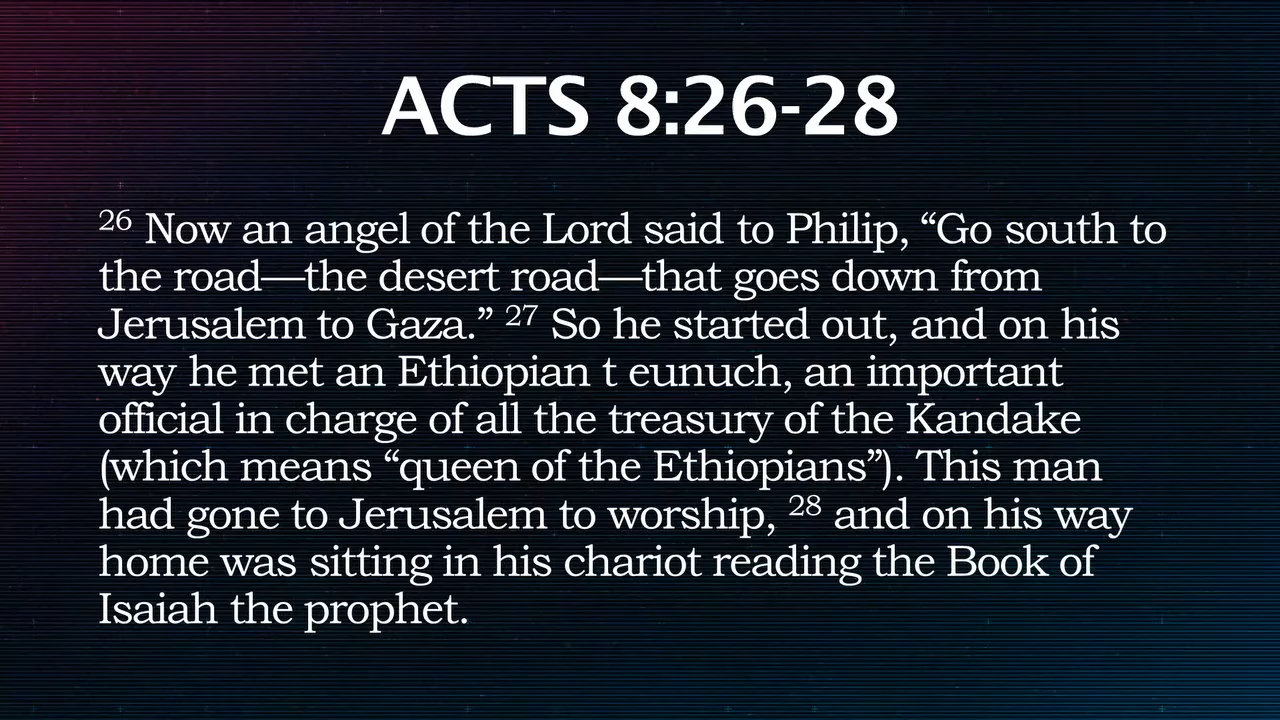 ACTS 8:26-28
26 Now an angel of the Lord said to Philip, “Go south to
the road—the desert road—that goes down from
Jerusalem to Gaza.” 27 So he started out, and on his
way he met an Ethiopian t eunuch, an important
official in charge of all the treasury of the Kandake
(which means “queen of the Ethiopians”). This man
had gone to Jerusalem to worship, 28 and on his way
home was sitting in his chariot reading the Book of
Isaiah the prophet.